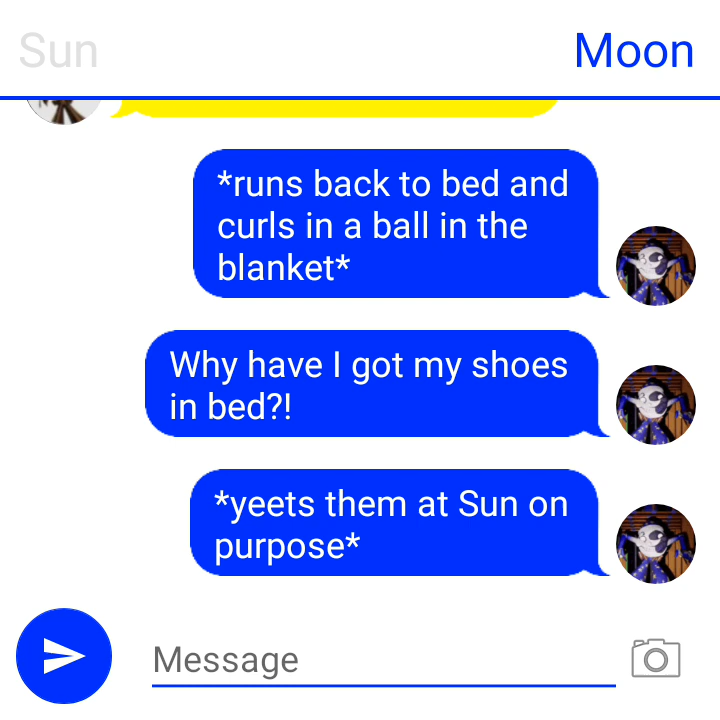 Sun
Moon
*runs back to bed and
curls in a ball in the
blanket*
Why have I got my shoes
in bed?!
*yeets them at Sun on
purpose*
Message